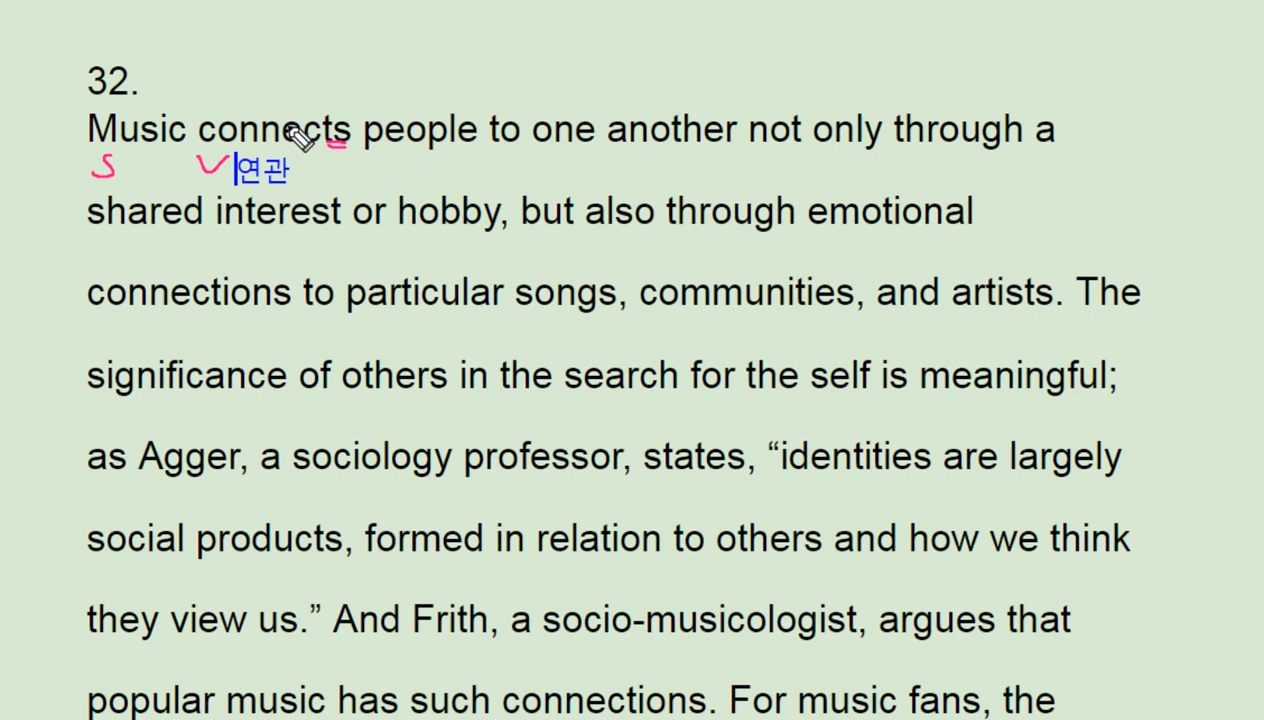 32.
Music connects people to one another not only through a
S V 연관
shared interest or hobby, but also through emotional
connections to particular songs, communities, and artists. The
significance of others in the search for the self is meaningful;
as Agger, a sociology professor, states, “identities are largely
social products, formed in relation to others and how we think
they view us.” And Frith, a socio-musicologist, argues that
popular music has such connections. For music fans, the